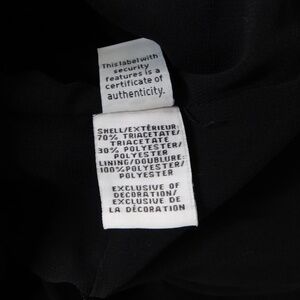 This label with
security
features is a
certificate of
authenticity.
SHELL/EXTÉRIEUR:
70% TRIACETATE/
TRIACETATE
30% POLYESTER/
POLYESTER
LINING/DOUBLURE:
100% POLYESTER/
POLYESTER
EXCLUSIVE OF
DECORATION/
EXCLUSIVE DE
LA DÉCORATION